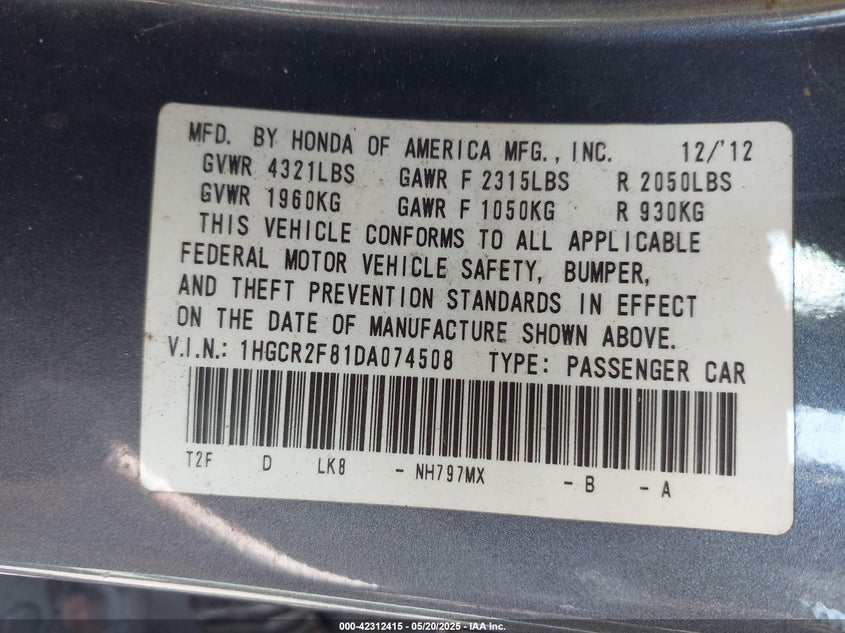 MFD. BY HONDA OF AMERICA MFG., INC. 12/'12
GVWR 4321LBS GAWR F 2315LBS R 2050LBS
GVWR 1960KG GAWR F 1050KG R 930KG
THIS VEHICLE CONFORMS TO ALL APPLICABLE
FEDERAL MOTOR VEHICLE SAFETY, BUMPER,
AND THEFT PREVENTION STANDARDS IN EFFECT
ON THE DATE OF MANUFACTURE SHOWN ABOVE.
V.I.N.: 1HGCR2F81DA074508 TYPE: PASSENGER CAR
T2F D LK8 - NH797MX - B - A
000-42312415 - 05/20/2025 - IAA Inc.